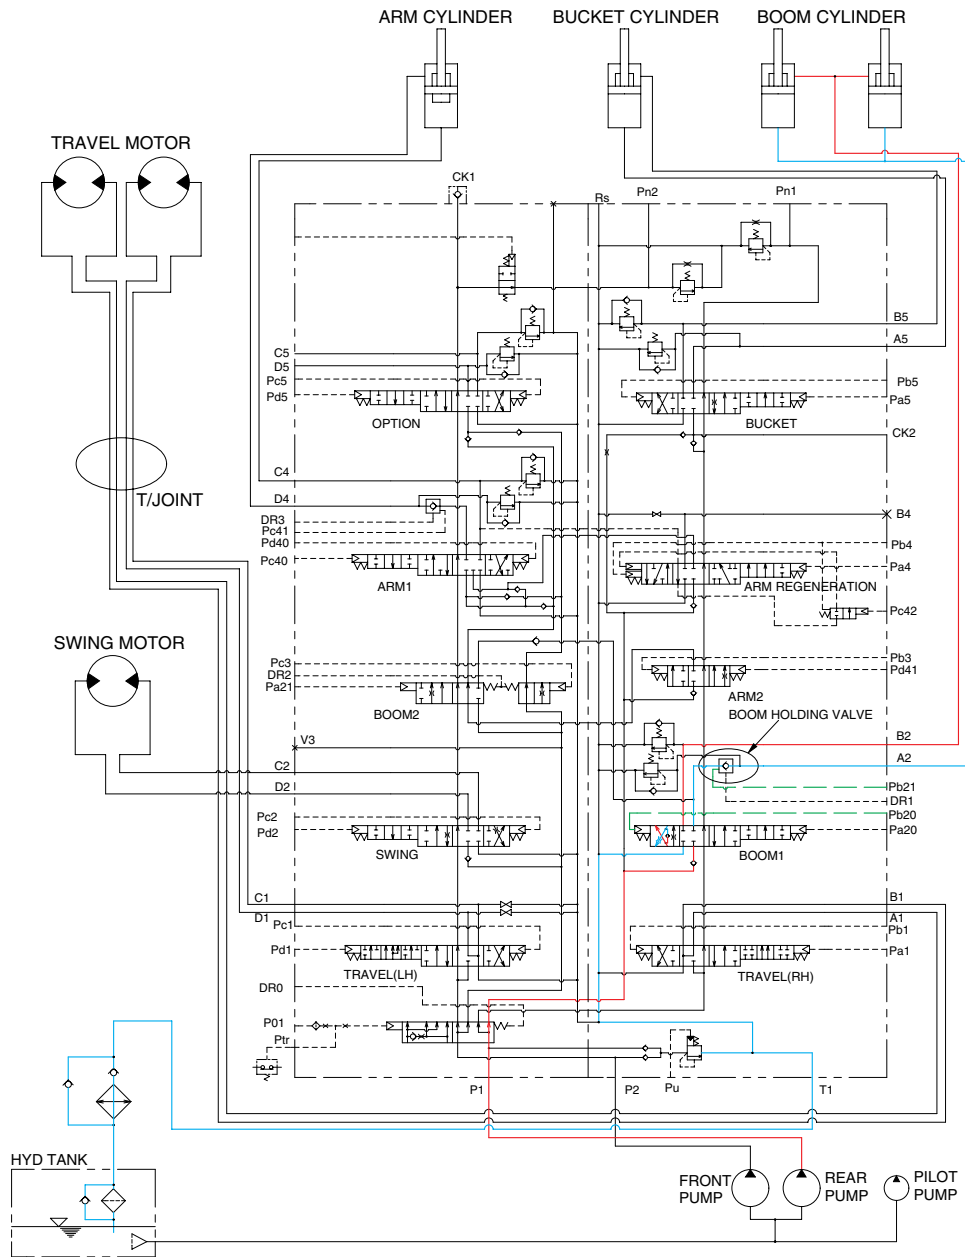 ARM CYLINDER
BUCKET CYLINDER
BOOM CYLINDER
TRAVEL MOTOR
CK1
Rs
Pn2
Pn1
B5
A5
C5
D5
Pc5
Pd5
Pb5
Pa5
OPTION
BUCKET
CK2
T/JOINT
C4
D4
DR3
Pc41
Pd40
Pc40
B4
Pb4
Pa4
ARM1
ARM REGENERATION
Pc42
SWING MOTOR
Pc3
DR2
Pa21
Pb3
Pd41
BOOM2
ARM2
BOOM HOLDING VALVE
V3
B2
C2
A2
D2
Pb21
DR1
Pc2
Pd2
Pb20
Pa20
SWING
BOOM1
C1
D1
Pc1
Pd1
B1
A1
Pb1
Pa1
TRAVEL(LH)
TRAVEL(RH)
DR0
P01
Ptr
P1
P2
Pu
T1
HYD TANK
FRONT
PUMP
REAR
PUMP
PILOT
PUMP